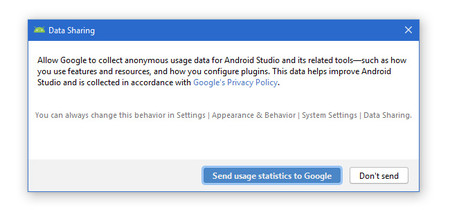 Data Sharing
Allow Google to collect anonymous usage data for Android Studio and its related tools—such as how
you use features and resources, and how you configure plugins. This data helps improve Android
Studio and is collected in accordance with Google's Privacy Policy.
You can always change this behavior in Settings | Appearance & Behavior | System Settings | Data Sharing.
Send usage statistics to Google
Don't send